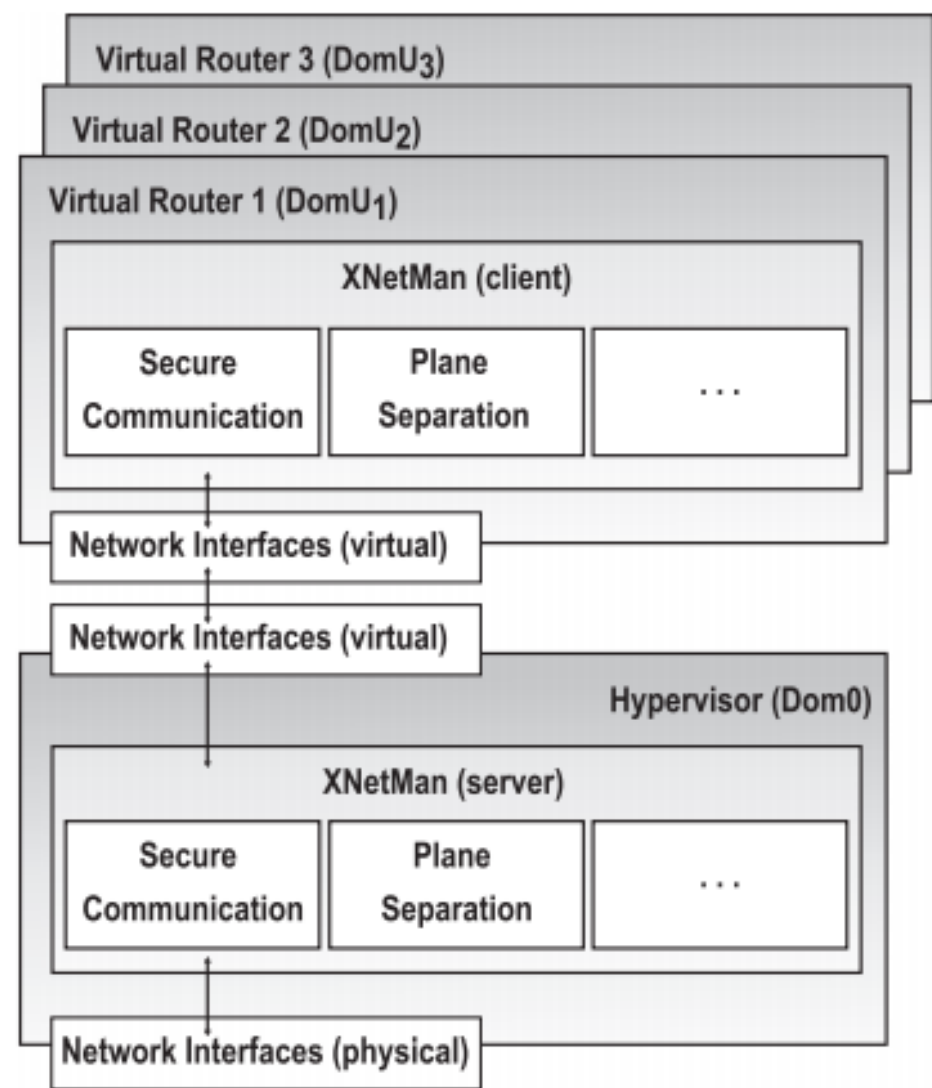 Virtual Router 3 (DomU3)
Virtual Router 2 (DomU2)
Virtual Router 1 (DomU1)
XNetMan (client)
Secure
Communication
Plane
Separation
...
Network Interfaces (virtual)
Network Interfaces (virtual)
Hypervisor (Dom0)
XNetMan (server)
Secure
Communication
Plane
Separation
...
Network Interfaces (physical)